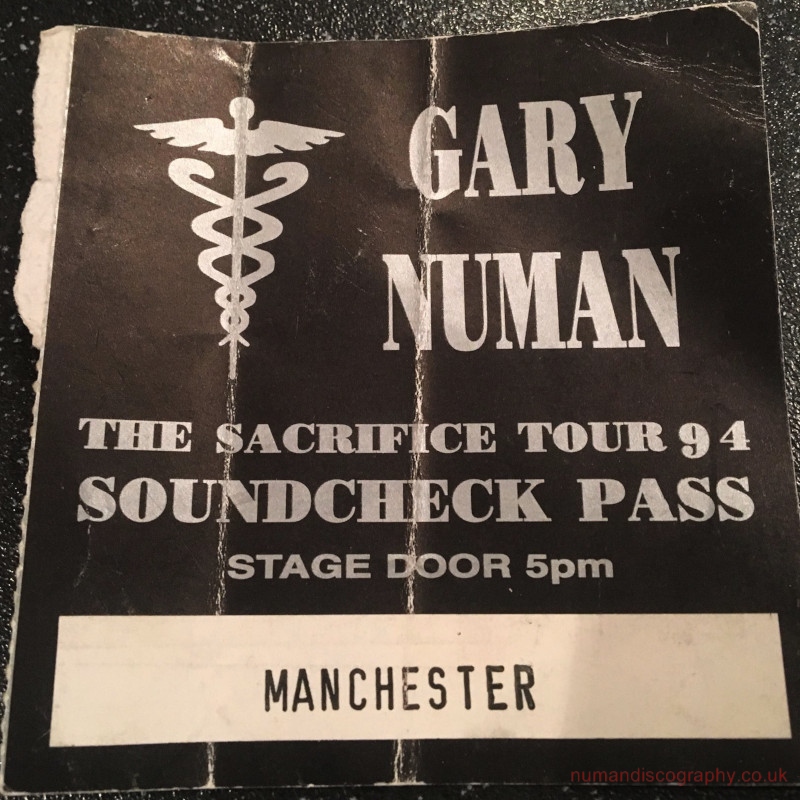 GARY
NUMAN
THE SACRIFICE TOUR 94
SOUNDCHECK PASS
STAGE DOOR 5pm
MANCHESTER
numandiscography.co.uk